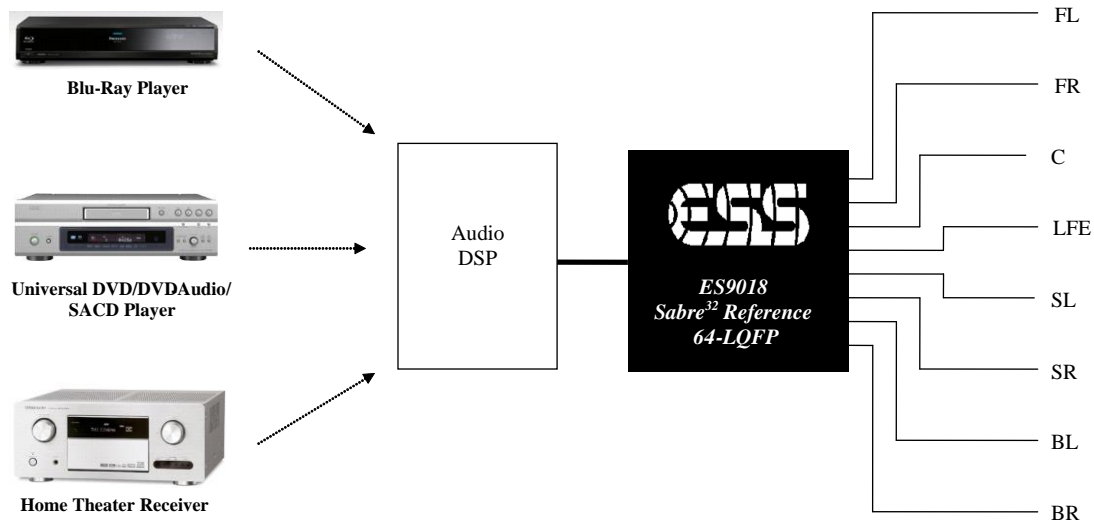 Blu-Ray Player
Universal DVD/DVDAudio/
SACD Player
Home Theater Receiver
Audio
DSP
ESS
ES9018
Sabre³² Reference
64-LQFP
FL
FR
C
LFE
SL
SR
BL
BR